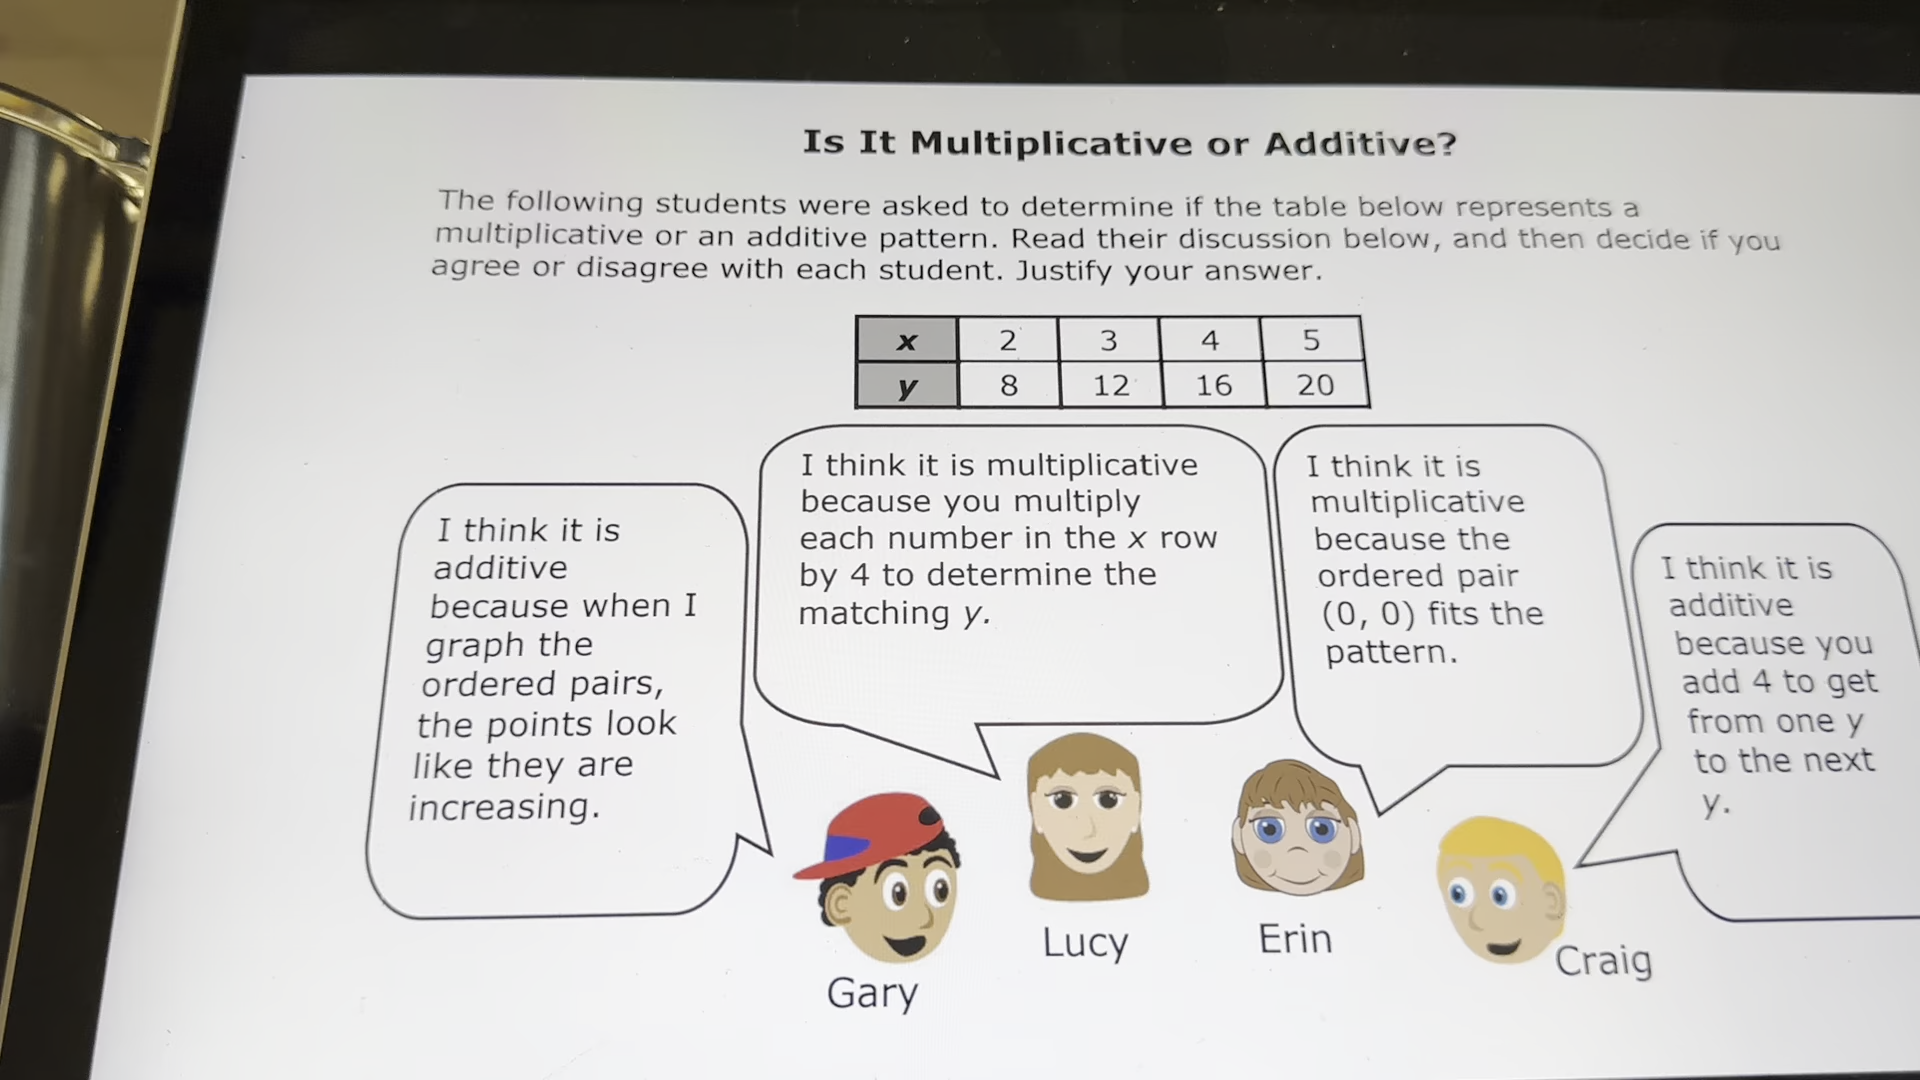 Is It Multiplicative or Additive?
The following students were asked to determine if the table below represents a
multiplicative or an additive pattern. Read their discussion below, and then decide if you
agree or disagree with each student. Justify your answer.
x 2 3 4 5
y 8 12 16 20
I think it is
additive
because when I
graph the
ordered pairs,
the points look
like they are
increasing.
I think it is multiplicative
because you multiply
each number in the x row
by 4 to determine the
matching y.
I think it is
multiplicative
because the
ordered pair
(0, 0) fits the
pattern.
I think it is
additive
because you
add 4 to get
from one y
to the next
y.
Gary
Lucy
Erin
Craig